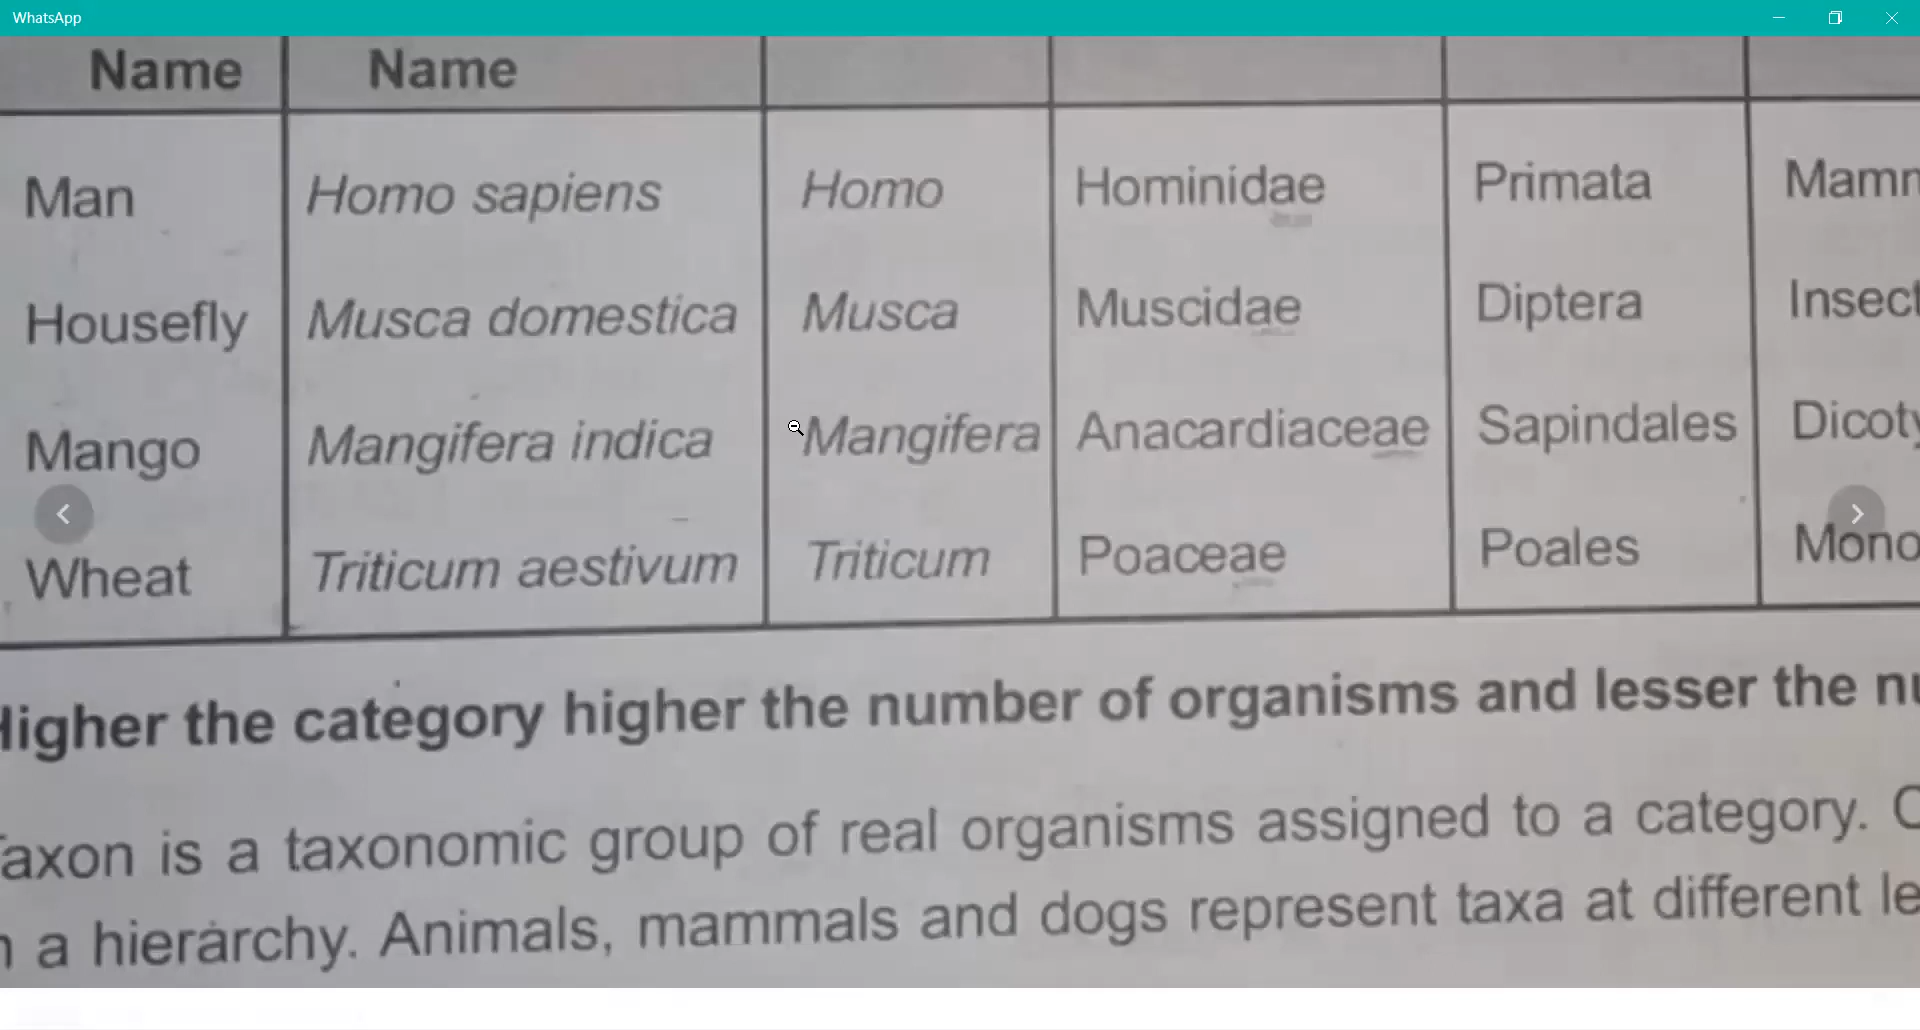 WhatsApp
Name Name
Man Homo sapiens Homo Hominidae Primata
Housefly Musca domestica Musca Muscidae Diptera
Mango Mangifera indica Mangifera Anacardiaceae Sapindales
Wheat Triticum aestivum Triticum Poaceae Poales
Higher the category higher the number of organisms and lesser the
axon is a taxonomic group of real organisms assigned to a category.
a hierarchy. Animals, mammals and dogs represent taxa at different